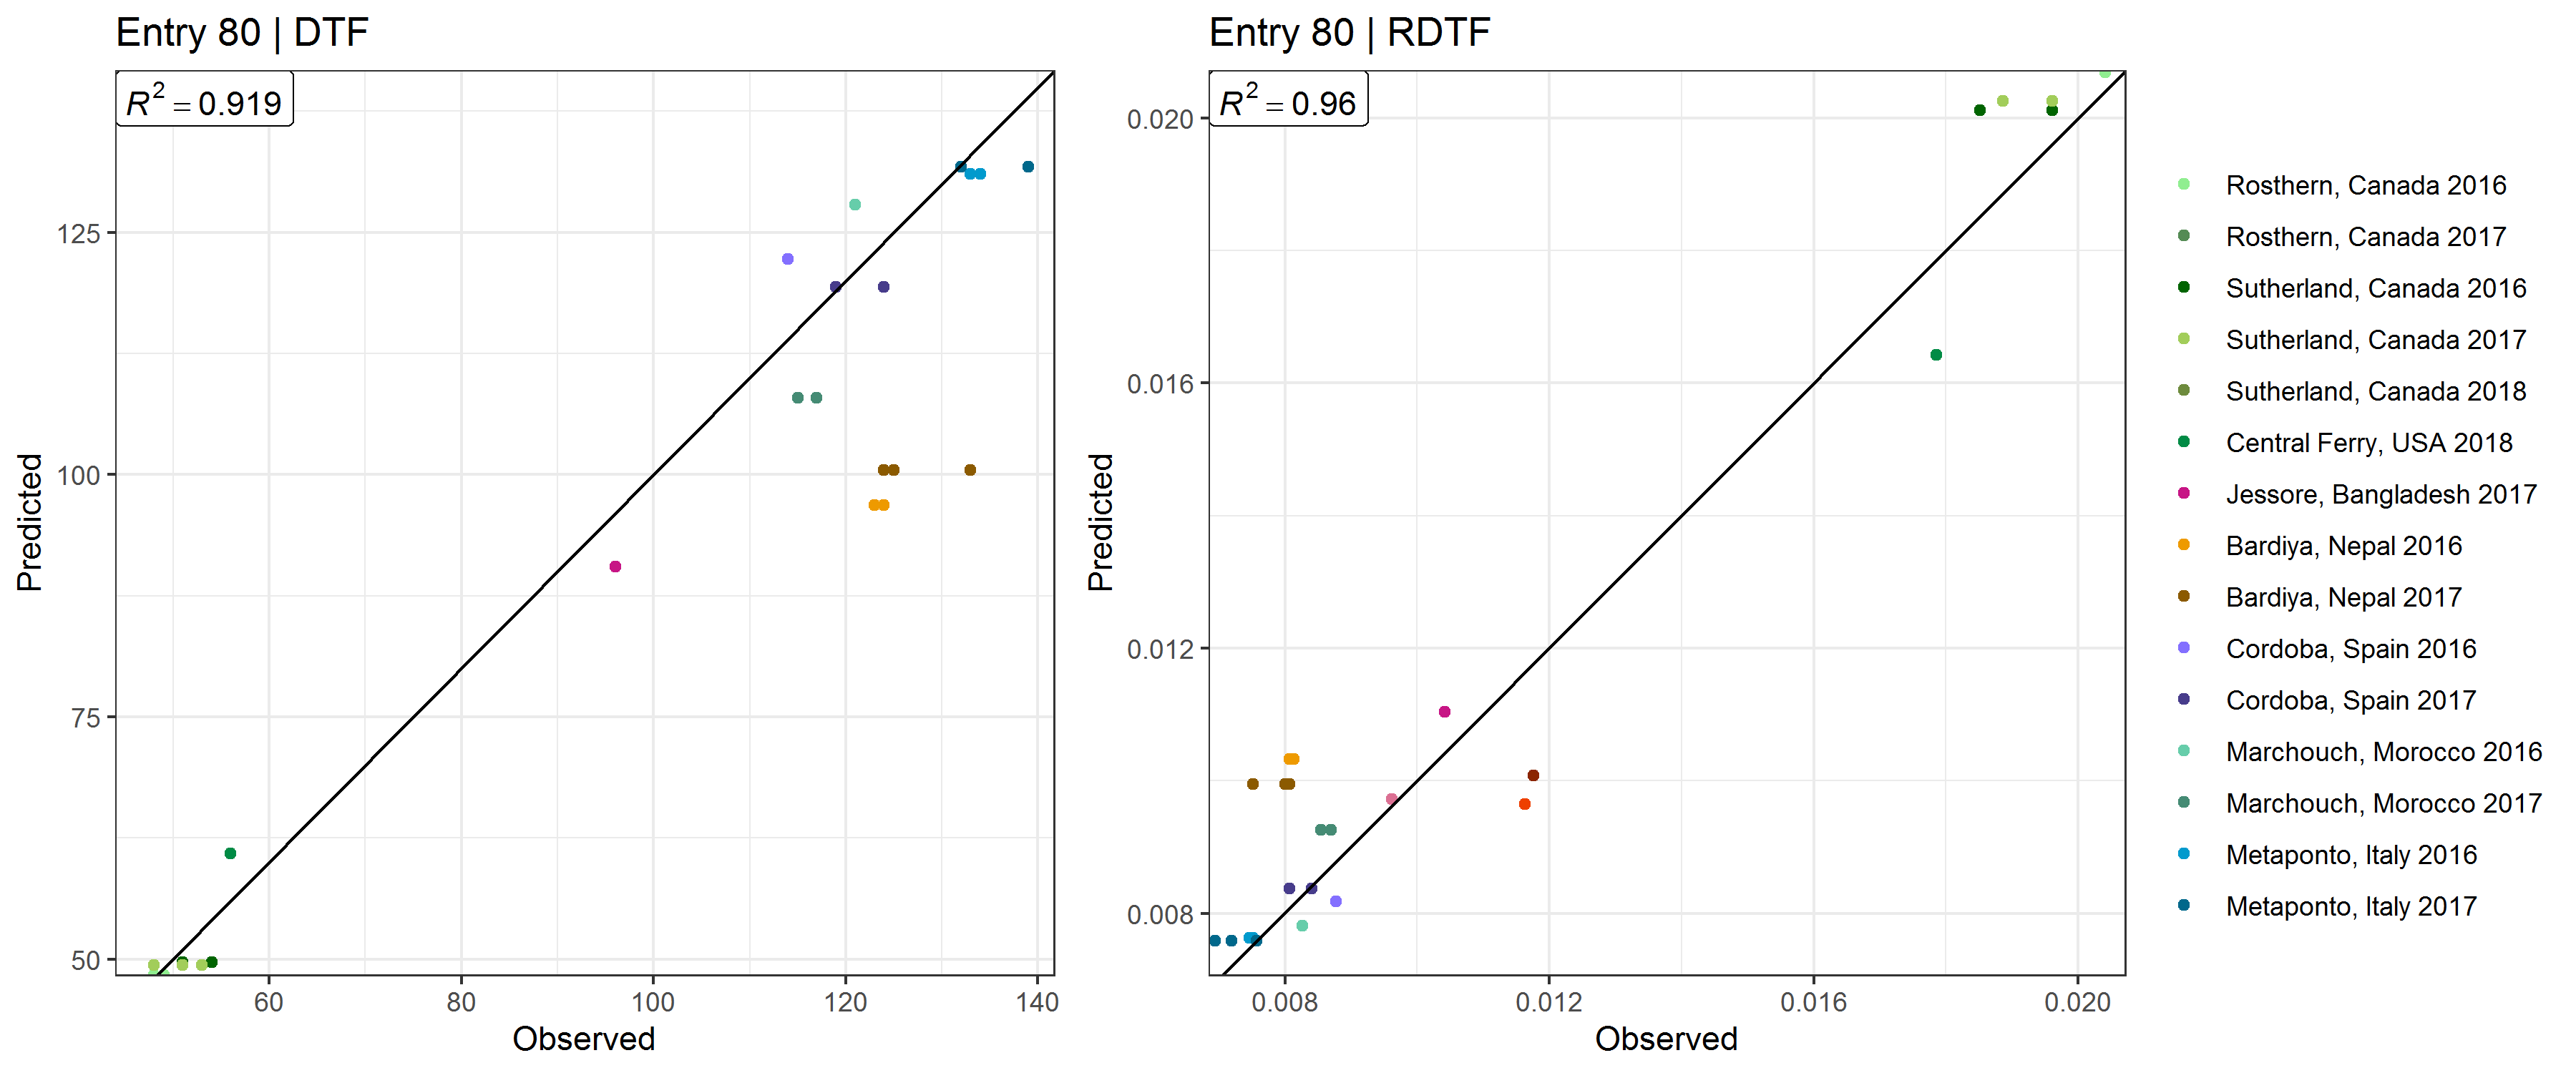 Entry 80 | DTF
R² = 0.919
125
100
75
50
Predicted
60 80 100 120 140
Observed
Entry 80 | RDTF
R² = 0.96
0.020
0.016
0.012
0.008
Predicted
0.008 0.012 0.016 0.020
Observed
Rosthern, Canada 2016
Rosthern, Canada 2017
Sutherland, Canada 2016
Sutherland, Canada 2017
Sutherland, Canada 2018
Central Ferry, USA 2018
Jessore, Bangladesh 2017
Bardiya, Nepal 2016
Bardiya, Nepal 2017
Cordoba, Spain 2016
Cordoba, Spain 2017
Marchouch, Morocco 2016
Marchouch, Morocco 2017
Metaponto, Italy 2016
Metaponto, Italy 2017